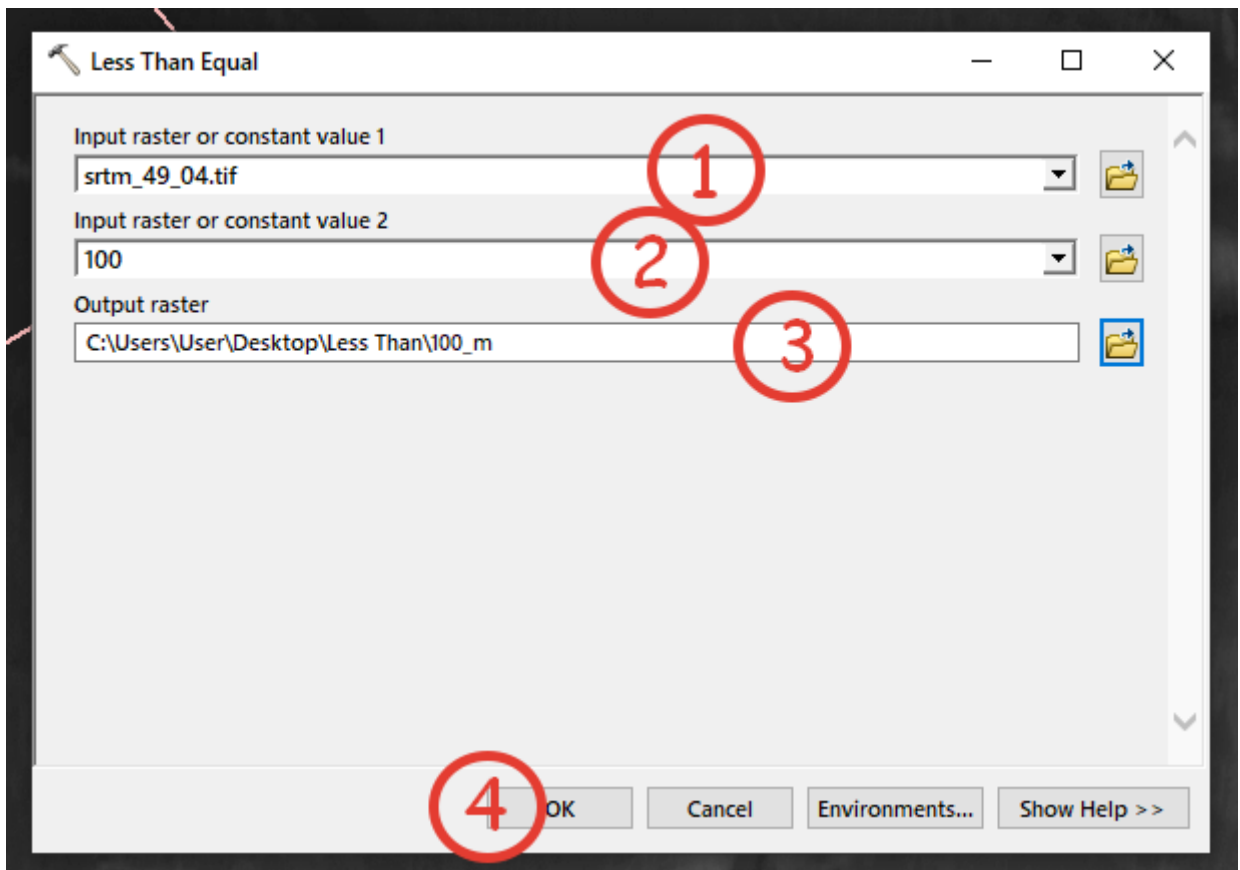 Less Than Equal
Input raster or constant value 1
srtm_49_04.tif
1
Input raster or constant value 2
100
2
Output raster
C:\Users\User\Desktop\Less Than\100_m
3
4
OK
Cancel
Environments...
Show Help >>